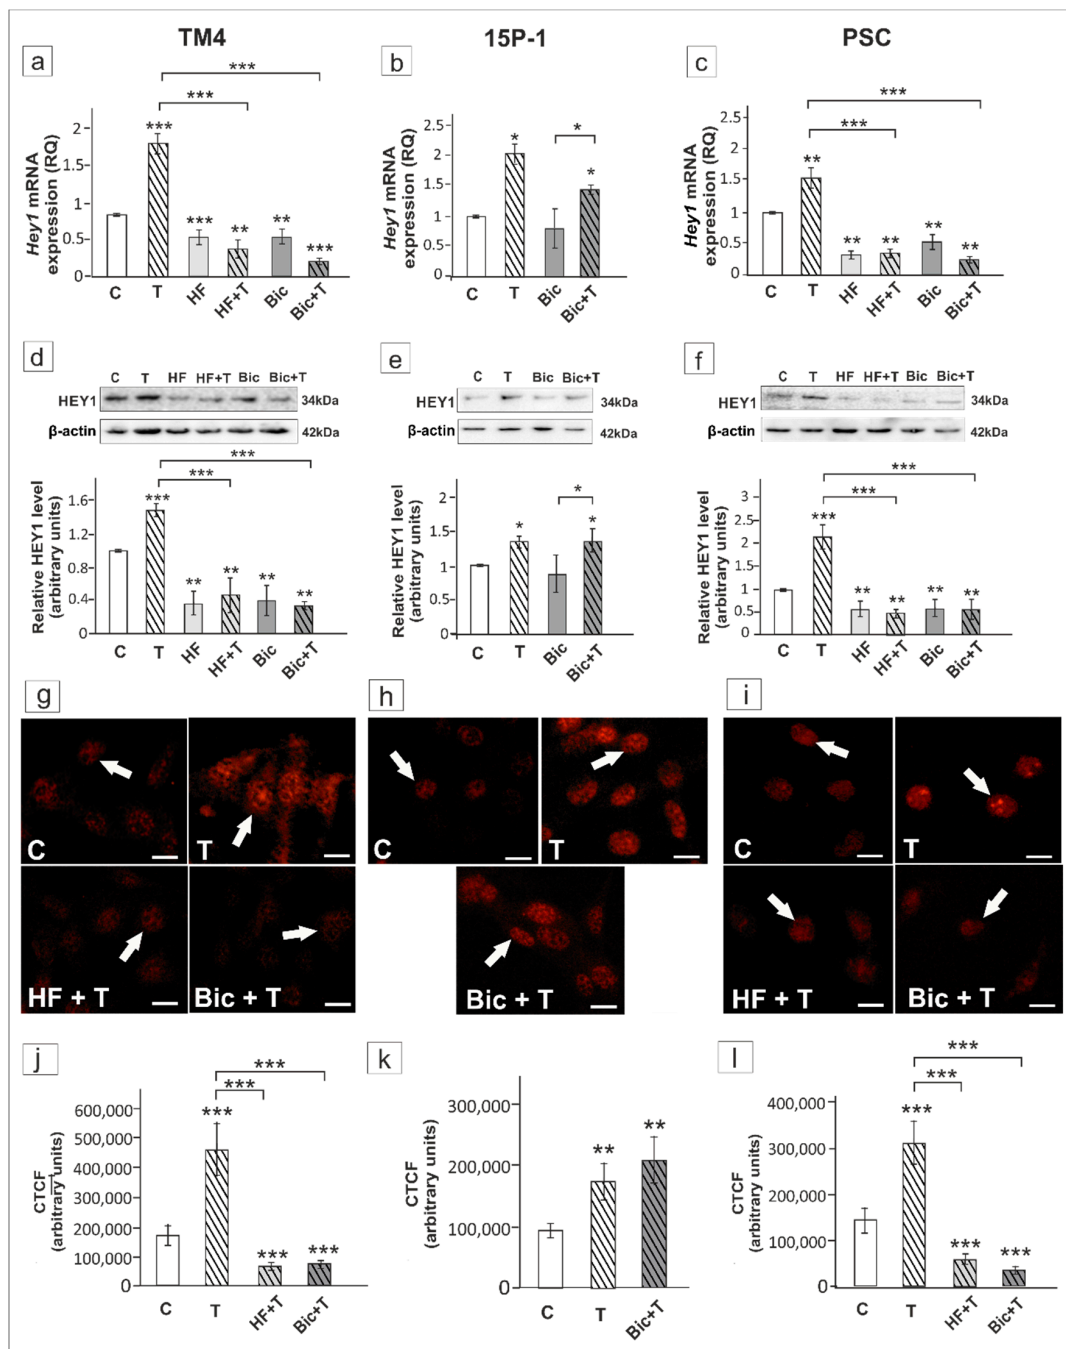 TM4 15P-1 PSC
a b c
*** *** *
*** * ***
Hey1 mRNA expression (RQ)
2 1.5 1 0.5 0
*** *** ** ** ***
C T HF HF+T Bic Bic+T
Hey1 mRNA expression (RQ)
2.5 2 1.5 1 0.5 0
* *
C T Bic Bic+T
Hey1 mRNA expression (RQ)
2.5 2 1.5 1 0.5 0
** ** ** ** **
C T HF HF+T Bic Bic+T
d e f
C T HF HF+T Bic Bic+T
HEY1 34kDa
β-actin 42kDa
C T Bic Bic+T
HEY1 34kDa
β-actin 42kDa
C T HF HF+T Bic Bic+T
HEY1 34kDa
β-actin 42kDa
***
***
Relative HEY1 level (arbitrary units)
1.6 1.2 0.8 0.4 0
*** ** ** ** **
C T HF HF+T Bic Bic+T
*
Relative HEY1 level (arbitrary units)
2 1.5 1 0.5 0
* *
C T Bic Bic+T
***
***
Relative HEY1 level (arbitrary units)
3 2 1 0.5 0
*** ** ** ** **
C T HF HF+T Bic Bic+T
g h i
C T C T C T
HF + T Bic + T Bic + T HF + T Bic + T
j k l
***
***
CTCF (arbitrary units)
600,000 500,000 400,000 300,000 200,000 100,000 0
*** *** ***
C T HF+T Bic+T
CTCF (arbitrary units)
300,000 200,000 100,000 0
** **
C T Bic+T
***
***
CTCF (arbitrary units)
400,000 300,000 200,000 100,000 0
*** *** ***
C T HF+T Bic+T